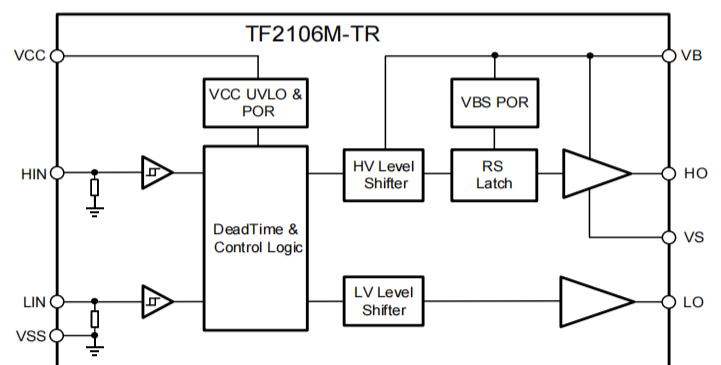 TF2106M-TR
VCC
VB
VCC UVLO &
POR
VBS POR
HIN
HV Level
Shifter
RS
Latch
HO
DeadTime &
Control Logic
VS
LIN
LV Level
Shifter
LO
VSS